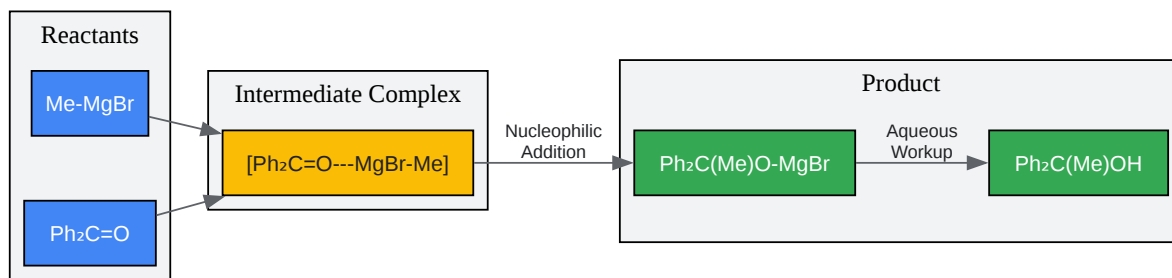 Reactants
Me-MgBr
Ph₂C=O
Intermediate Complex
[Ph₂C=O---MgBr-Me]
Nucleophilic
Addition
Product
Ph₂C(Me)O-MgBr
Aqueous
Workup
Ph₂C(Me)OH